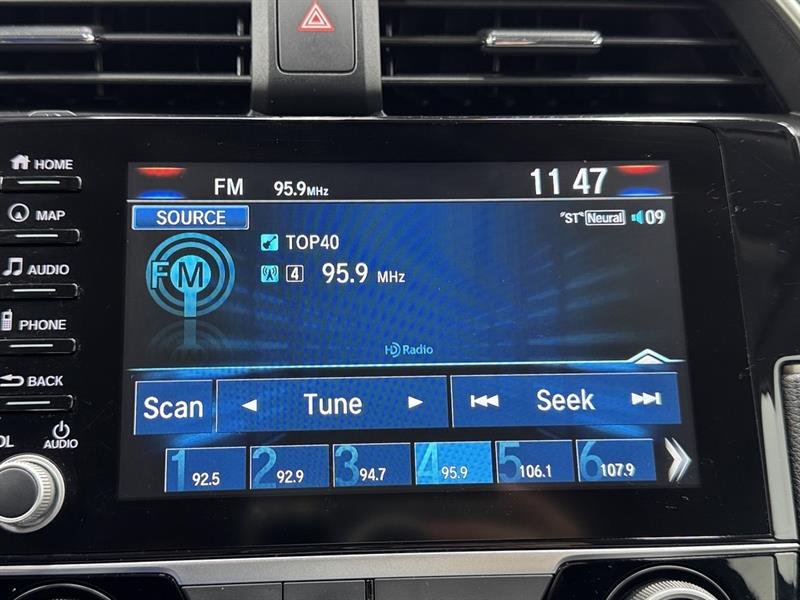 HOME
MAP
AUDIO
PHONE
BACK
VOL
AUDIO
FM 95.9MHz 11 47
SOURCE "ST" Neural 09
FM
TOP40
4 95.9 MHz
HD Radio
Scan Tune Seek
1 92.5 2 92.9 3 94.7 4 95.9 5 106.1 6 107.9